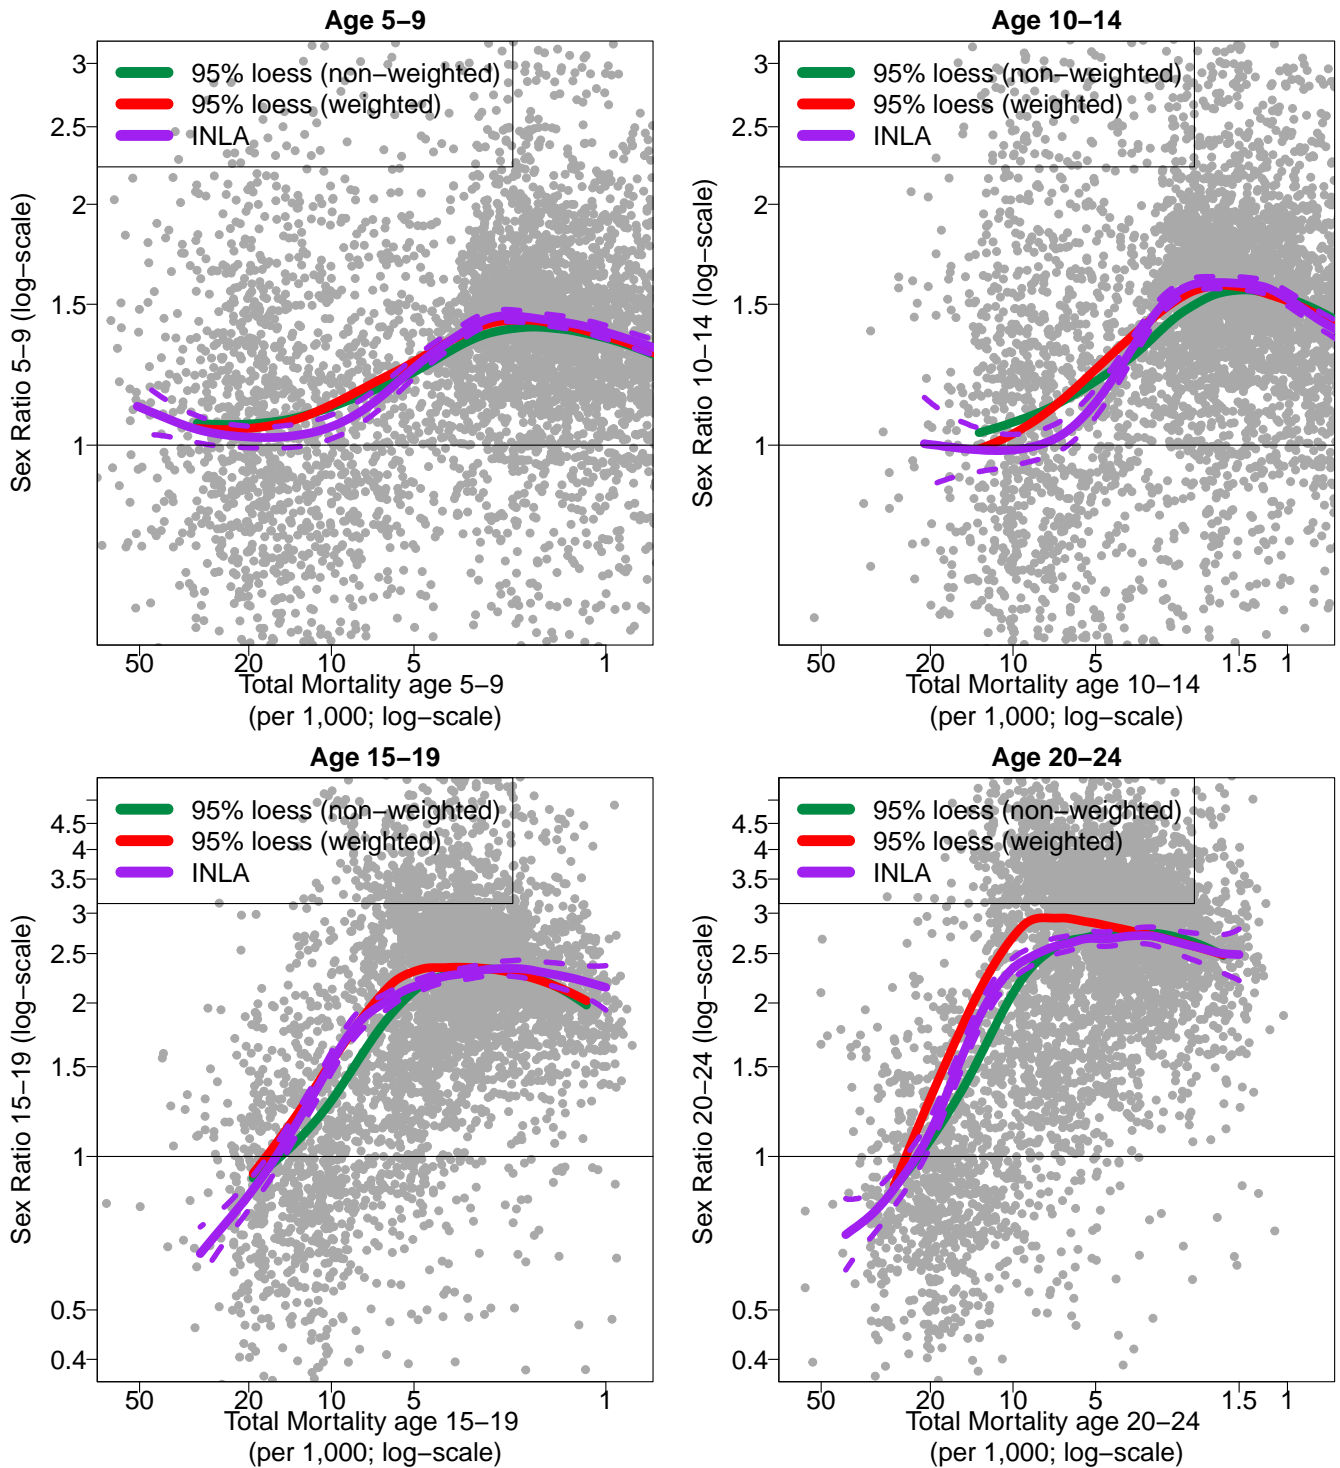 Age 5–9
3
2.5
2
1.5
1
Sex Ratio 5–9 (log–scale)
95% loess (non–weighted)
95% loess (weighted)
INLA
50 20 10 5 1
Total Mortality age 5–9
(per 1,000; log–scale)
Age 10–14
3
2.5
2
1.5
1
Sex Ratio 10–14 (log–scale)
95% loess (non–weighted)
95% loess (weighted)
INLA
50 20 10 5 1.5 1
Total Mortality age 10–14
(per 1,000; log–scale)
Age 15–19
4.5
4
3.5
3
2.5
2
1.5
1
0.5
0.4
Sex Ratio 15–19 (log–scale)
95% loess (non–weighted)
95% loess (weighted)
INLA
50 20 10 5 1
Total Mortality age 15–19
(per 1,000; log–scale)
Age 20–24
4.5
4
3.5
3
2.5
2
1.5
1
0.5
0.4
Sex Ratio 20–24 (log–scale)
95% loess (non–weighted)
95% loess (weighted)
INLA
50 20 10 5 1.5 1
Total Mortality age 20–24
(per 1,000; log–scale)